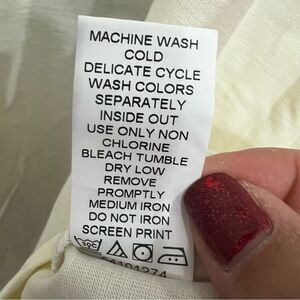 MACHINE WASH
COLD
DELICATE CYCLE
WASH COLORS
SEPARATELY
INSIDE OUT
USE ONLY NON
CHLORINE
BLEACH TUMBLE
DRY LOW
REMOVE
PROMPTLY
MEDIUM IRON
DO NOT IRON
SCREEN PRINT